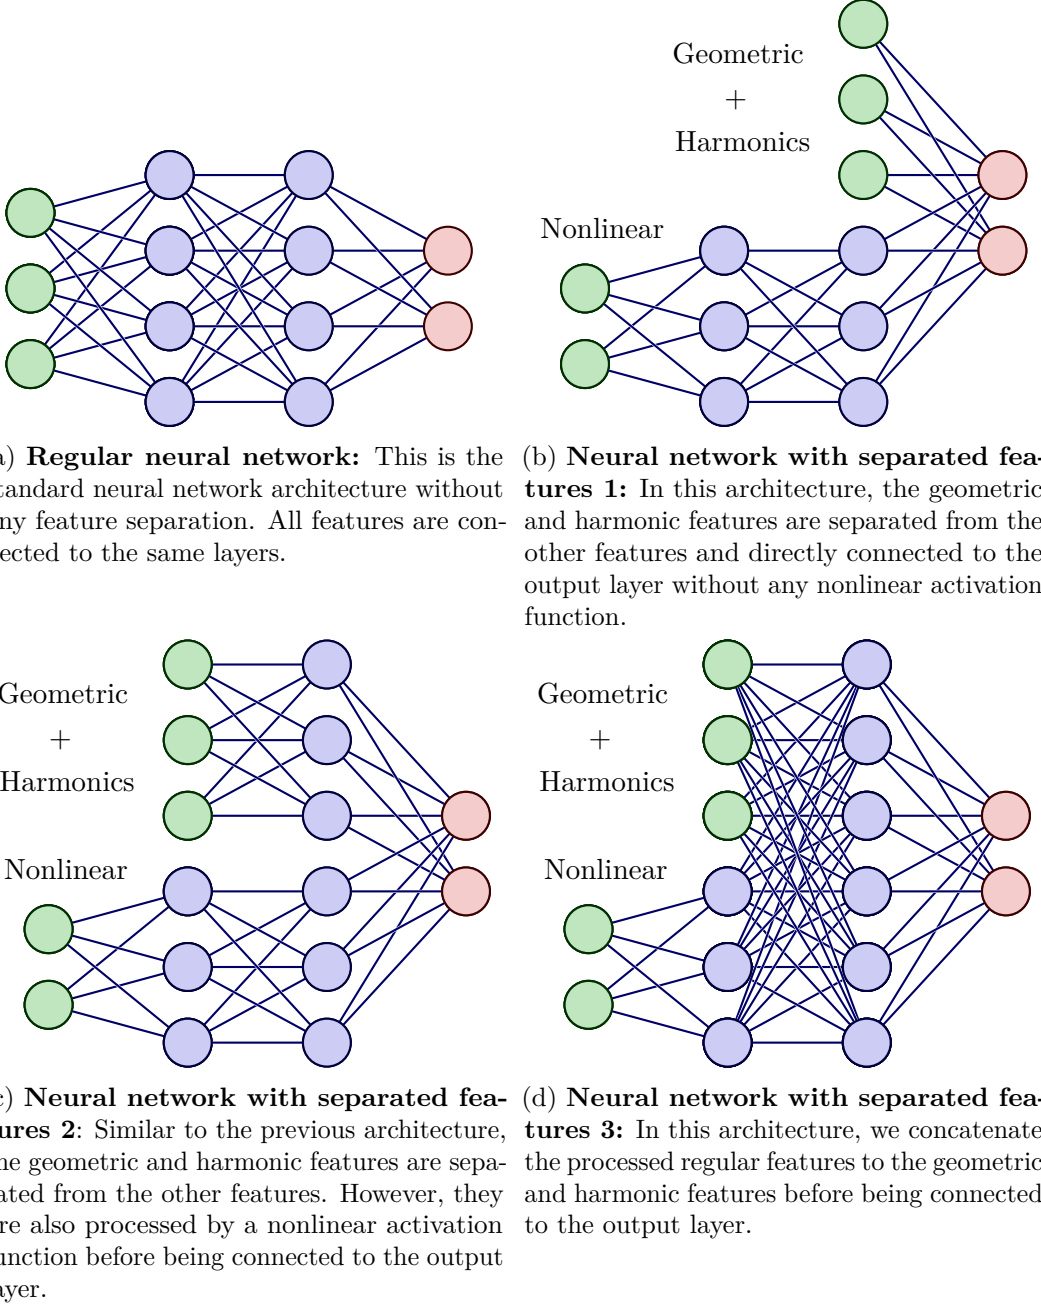 Geometric
+
Harmonics
Nonlinear
a) Regular neural network: This is the
tandard neural network architecture without
ny feature separation. All features are con-
ected to the same layers.
(b) Neural network with separated fea-
tures 1: In this architecture, the geometric
and harmonic features are separated from the
other features and directly connected to the
output layer without any nonlinear activation
function.
Geometric
+
Harmonics
Nonlinear
Geometric
+
Harmonics
Nonlinear
c) Neural network with separated fea-
ures 2: Similar to the previous architecture,
he geometric and harmonic features are sepa-
ated from the other features. However, they
re also processed by a nonlinear activation
unction before being connected to the output
ayer.
(d) Neural network with separated fea-
tures 3: In this architecture, we concatenate
the processed regular features to the geometric
and harmonic features before being connected
to the output layer.